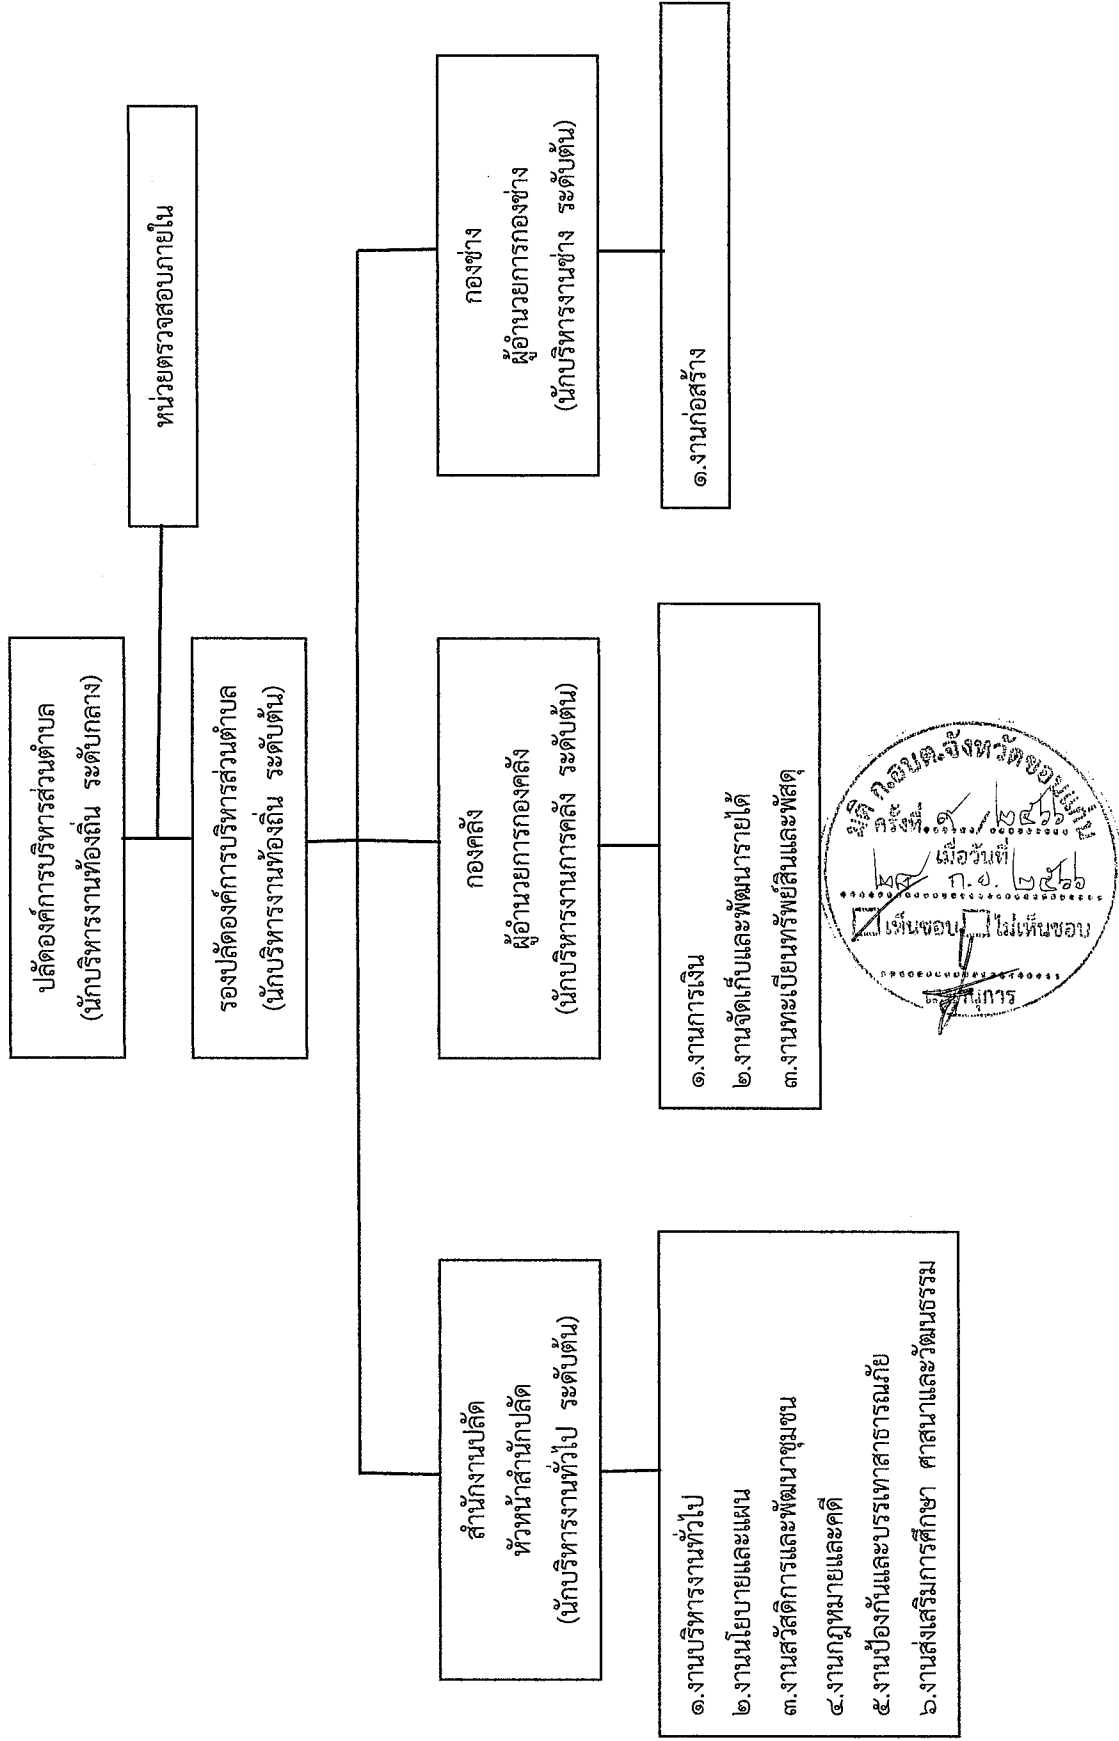 ปลัดองค์การบริหารส่วนตำบล
(นักบริหารงานท้องถิ่น ระดับกลาง)
หน่วยตรวจสอบภายใน
รองปลัดองค์การบริหารส่วนตำบล
(นักบริหารงานท้องถิ่น ระดับต้น)
สำนักงานปลัด
หัวหน้าสำนักปลัด
(นักบริหารงานทั่วไป ระดับต้น)
กองคลัง
ผู้อำนวยการกองคลัง
(นักบริหารงานการคลัง ระดับต้น)
กองช่าง
ผู้อำนวยการกองช่าง
(นักบริหารงานช่าง ระดับต้น)
๑.งานบริหารงานทั่วไป
๒.งานนโยบายและแผน
๓.งานสวัสดิการและพัฒนาชุมชน
๔.งานกฎหมายและคดี
๕.งานป้องกันและบรรเทาสาธารณภัย
๖.งานส่งเสริมการศึกษา ศาสนาและวัฒนธรรม
๑.งานการเงิน
๒.งานจัดเก็บและพัฒนารายได้
๓.งานทะเบียนทรัพย์สินและพัสดุ
๑.งานก่อสร้าง
มติ ก.อบต.จังหวัดขอนแก่น
ครั้งที่ ๙/๒๕๖๖
เมื่อวันที่
ก.ย. ๒๕๖๖
เห็นชอบ ไม่เห็นชอบ
เลขานุการ